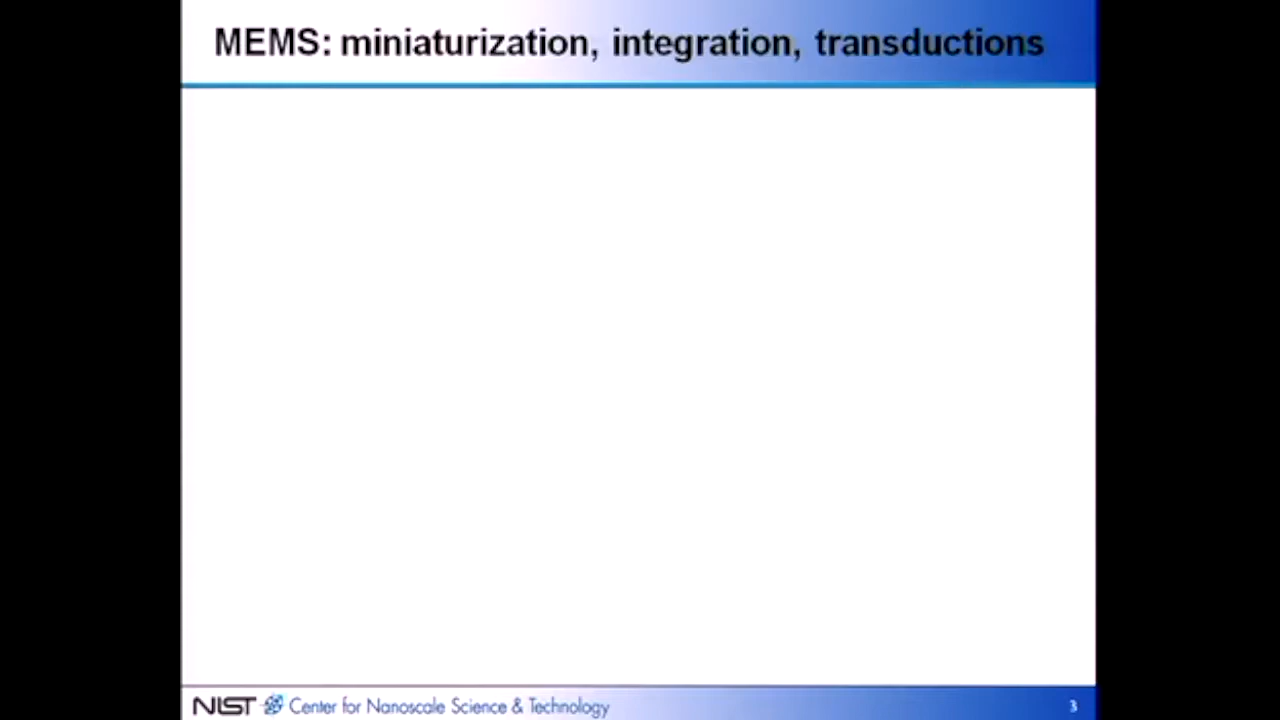 MEMS: miniaturization, integration, transductions
NIST Center for Nanoscale Science & Technology
3